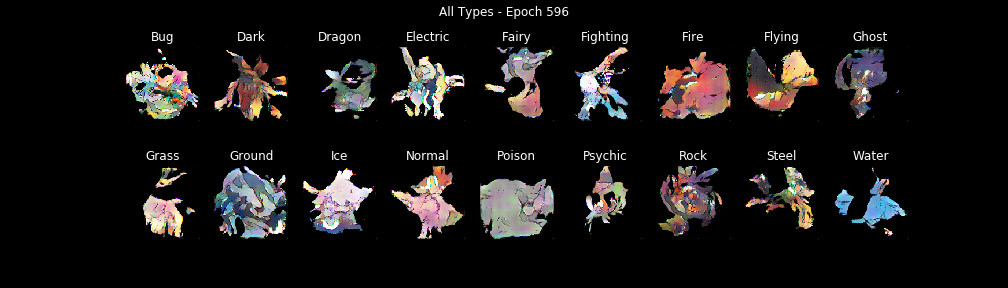 All Types - Epoch 596
Bug Dark Dragon Electric Fairy Fighting Fire Flying Ghost
Grass Ground Ice Normal Poison Psychic Rock Steel Water